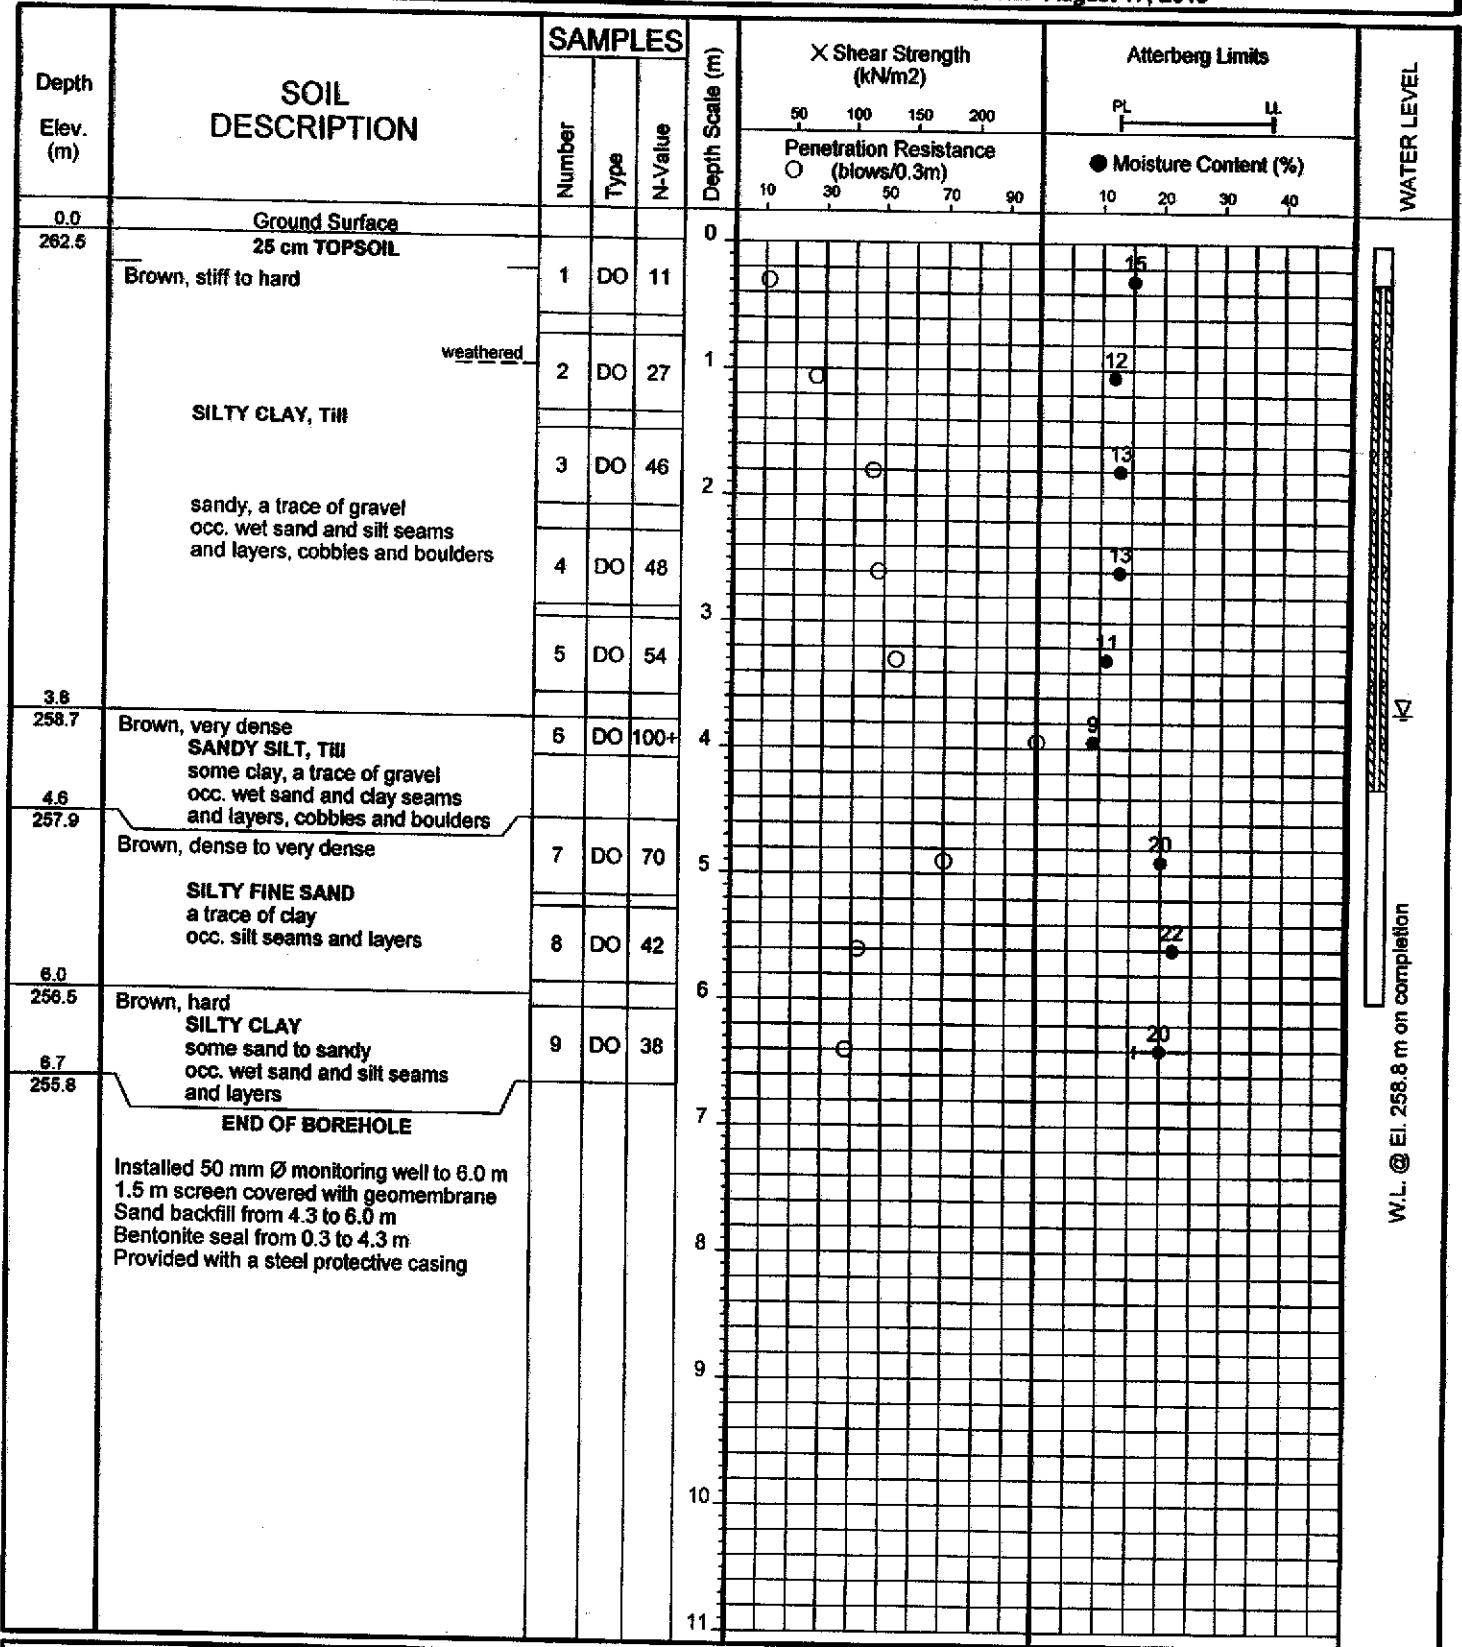 August 17,
Depth
Elev.
(m)
SOIL
DESCRIPTION
SAMPLES
Number
Type
N-Value
Depth Scale (m)
X Shear Strength
(kN/m2)
50 100 150 200
Penetration Resistance
O (blows/0.3m)
10 30 50 70 90
Atterberg Limits
PL LL
● Moisture Content (%)
10 20 30 40
WATER LEVEL
0.0 Ground Surface
262.5 25 cm TOPSOIL
0
Brown, stiff to hard
1 DO 11
15
weathered
1
2 DO 27
12
SILTY CLAY, Till
3 DO 46
13
2
sandy, a trace of gravel
occ. wet sand and silt seams
and layers, cobbles and boulders
4 DO 48
13
3
5 DO 54
11
3.8
258.7
Brown, very dense
6 DO 100+
4
9
SANDY SILT, Till
some clay, a trace of gravel
occ. wet sand and clay seams
and layers, cobbles and boulders
4.6
257.9
Brown, dense to very dense
7 DO 70
5
20
SILTY FINE SAND
a trace of clay
occ. silt seams and layers
8 DO 42
22
6.0
256.5
6
Brown, hard
SILTY CLAY
some sand to sandy
occ. wet sand and silt seams
and layers
9 DO 38
20
6.7
255.8
END OF BOREHOLE
7
Installed 50 mm Ø monitoring well to 6.0 m
1.5 m screen covered with geomembrane
Sand backfill from 4.3 to 6.0 m
Bentonite seal from 0.3 to 4.3 m
Provided with a steel protective casing
8
9
10
11
W.L. @ El. 258.8 m on completion